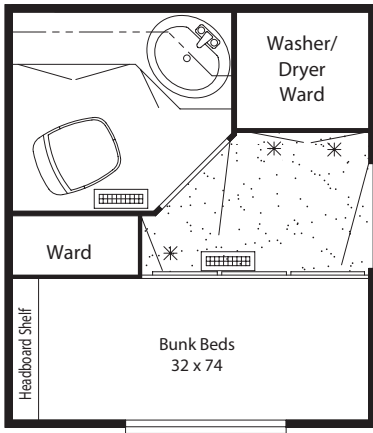 Washer/
Dryer
Ward
Ward
Headboard Shelf
Bunk Beds
32 x 74